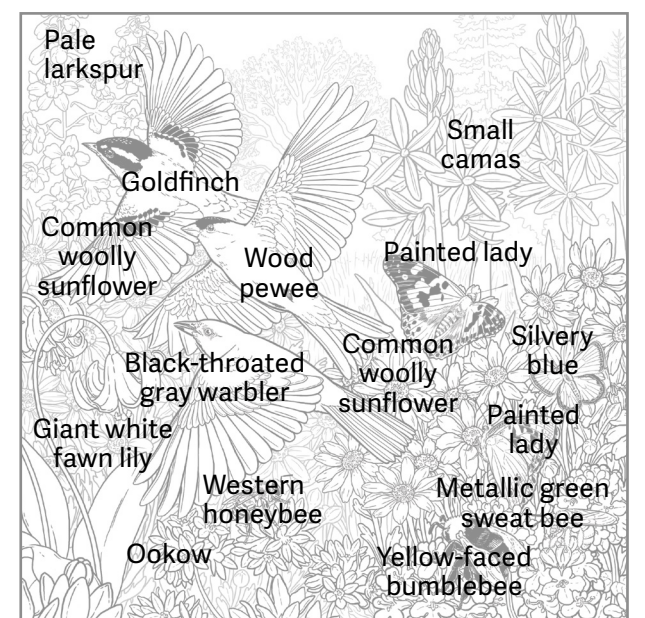 Pale
larkspur
Small
camas
Goldfinch
Common
woolly
sunflower
Wood
pewee
Painted lady
Silvery
blue
Black-throated
gray warbler
Common
woolly
sunflower
Giant white
fawn lily
Painted
lady
Western
honeybee
Metallic green
sweat bee
Ookow
Yellow-faced
bumblebee